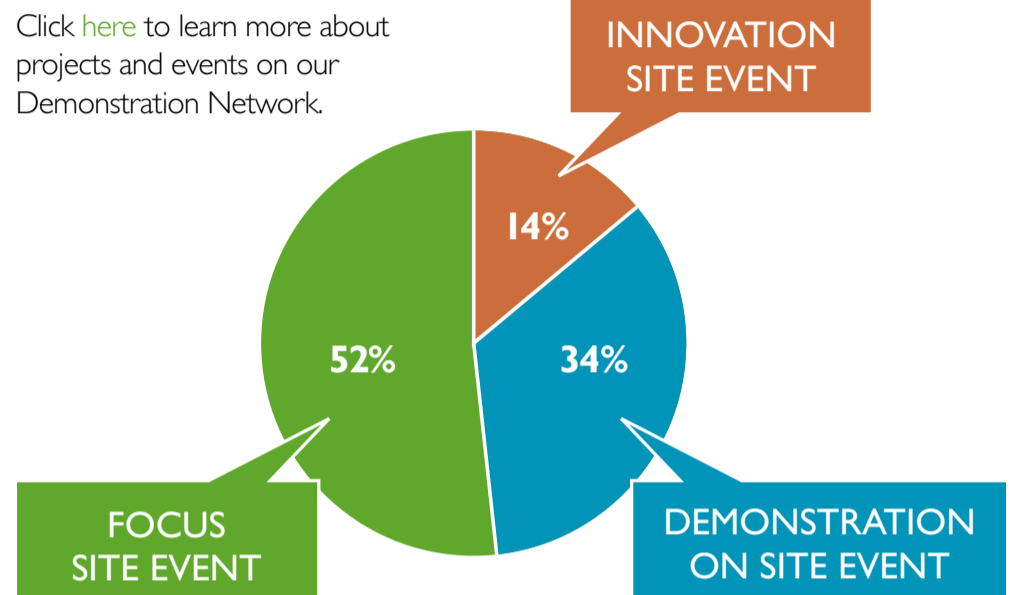 Click here to learn more about
projects and events on our
Demonstration Network.
INNOVATION
SITE EVENT
14%
52%
34%
FOCUS
SITE EVENT
DEMONSTRATION
ON SITE EVENT